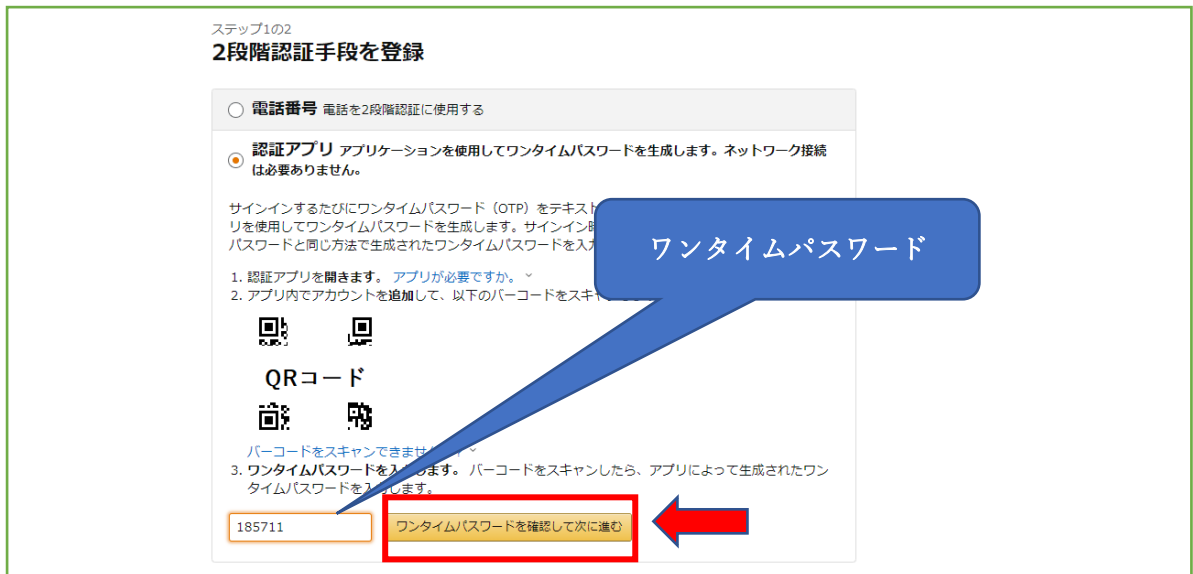 ステップ1の2
2段階認証手段を登録
電話番号 電話を2段階認証に使用する
認証アプリ アプリケーションを使用してワンタイムパスワードを生成します。ネットワーク接続
は必要ありません。
サインインするたびにワンタイムパスワード（OTP）をテキスト
リを使用してワンタイムパスワードを生成します。サインイン
パスワードと同じ方法で生成されたワンタイムパスワードを入
ワンタイムパスワード
1. 認証アプリを開きます。 アプリが必要ですか。
2. アプリ内でアカウントを追加して、以下のバーコードをスキャ
QRコード
バーコードをスキャンできませ
3. ワンタイムパスワードを入力します。 バーコードをスキャンしたら、アプリによって生成されたワン
タイムパスワードを入力します。
185711
ワンタイムパスワードを確認して次に進む